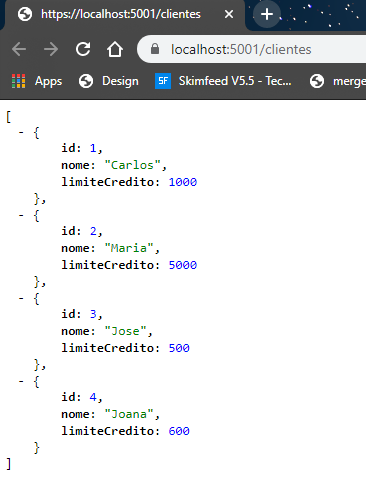 https://localhost:5001/clientes
localhost:5001/clientes
Apps Design SF Skimfeed V5.5 - Tec... merge
[
- {
id: 1,
nome: "Carlos",
limiteCredito: 1000
},
- {
id: 2,
nome: "Maria",
limiteCredito: 5000
},
- {
id: 3,
nome: "Jose",
limiteCredito: 500
},
- {
id: 4,
nome: "Joana",
limiteCredito: 600
}
]